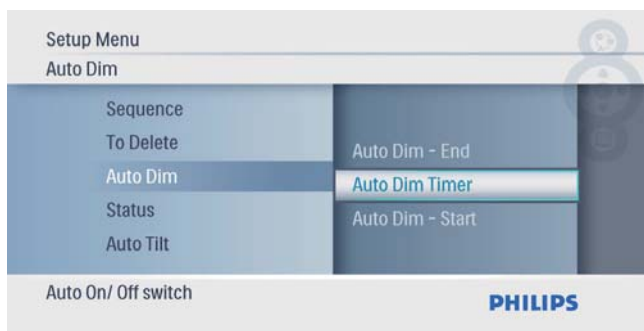 Setup Menu
Auto Dim
Sequence
To Delete
Auto Dim
Status
Auto Tilt
Auto Dim - End
Auto Dim Timer
Auto Dim - Start
Auto On/ Off switch
PHILIPS